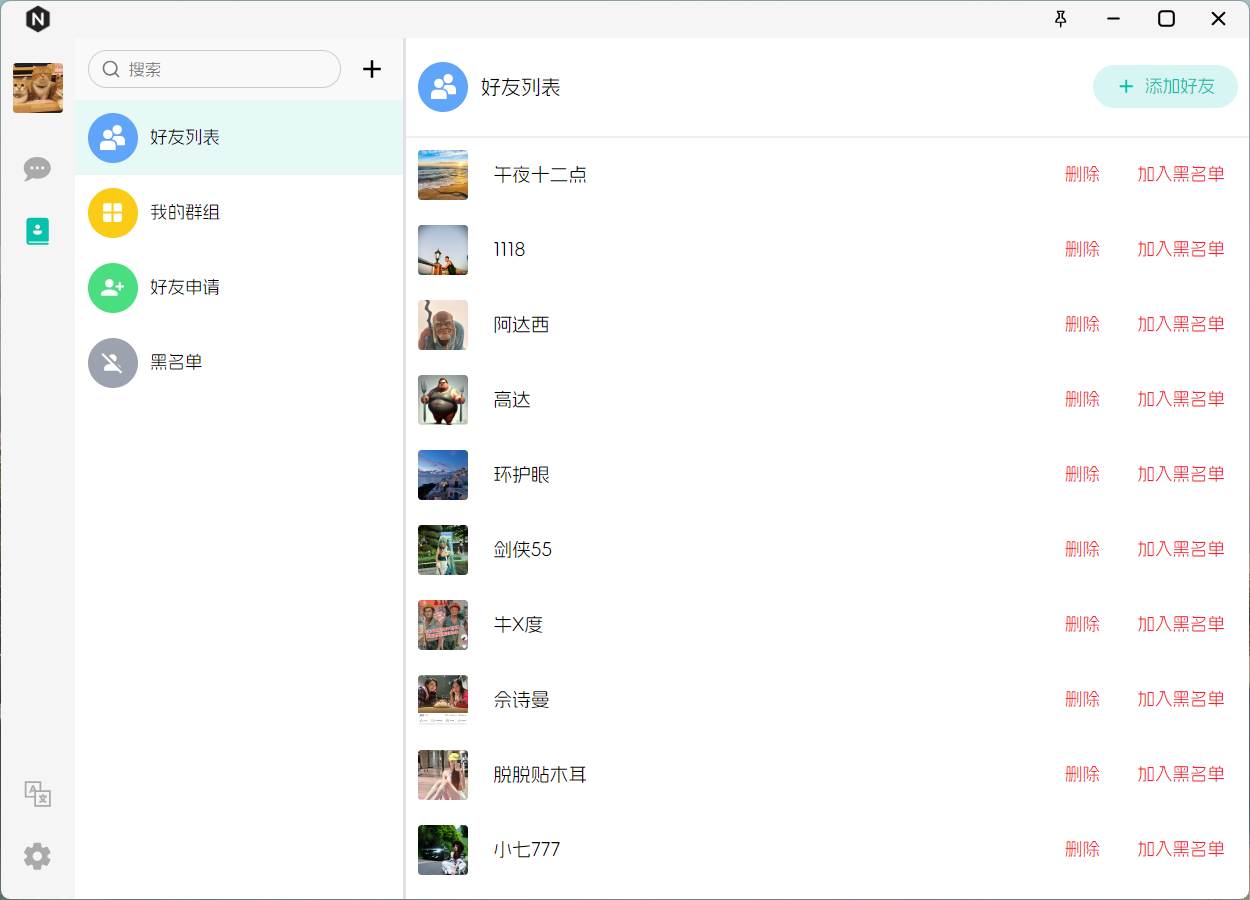 N
搜索
好友列表
我的群组
好友申请
黑名单
好友列表
添加好友
午夜十二点 删除 加入黑名单
1118 删除 加入黑名单
阿达西 删除 加入黑名单
高达 删除 加入黑名单
环护眼 删除 加入黑名单
剑侠55 删除 加入黑名单
牛X度 删除 加入黑名单
佘诗曼 删除 加入黑名单
脱脱贴木耳 删除 加入黑名单
小七777 删除 加入黑名单
A
文